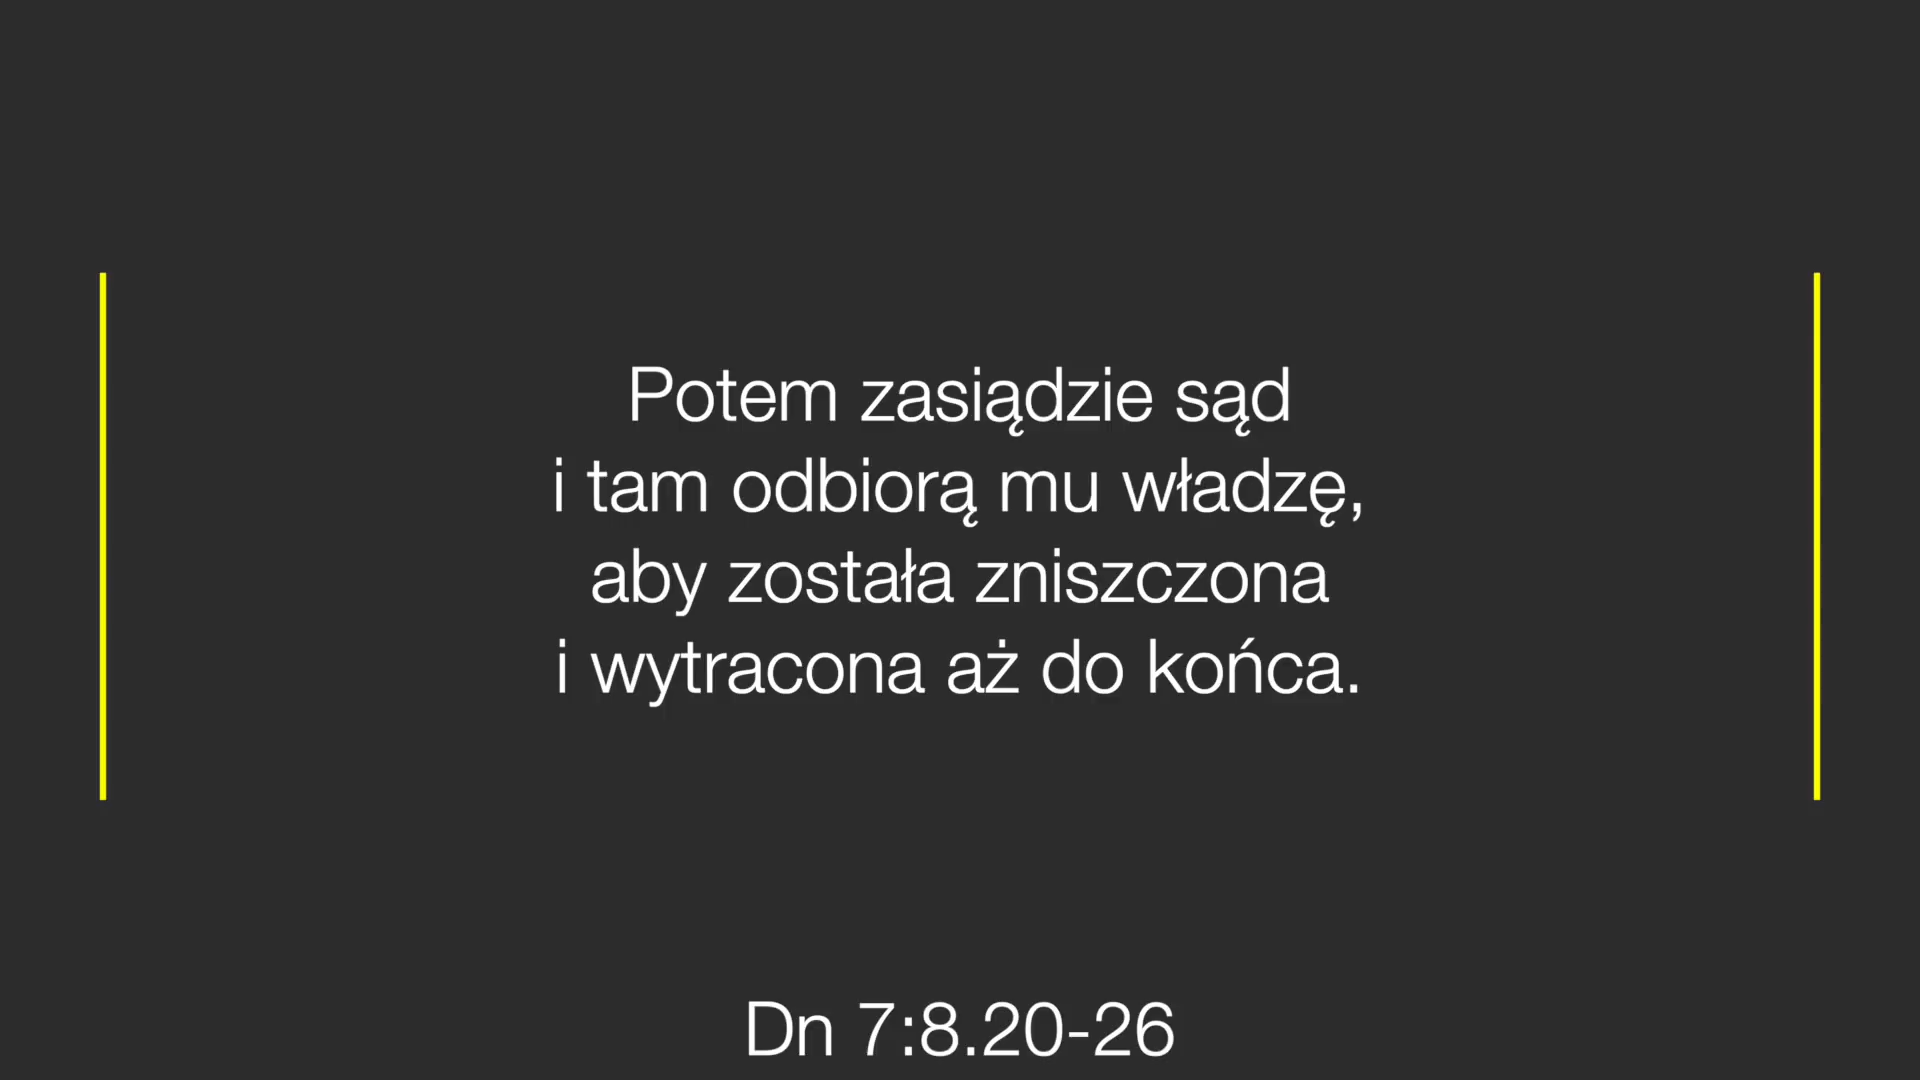 Potem zasiądzie sąd
i tam odbiorą mu władzę,
aby została zniszczona
i wytracona aż do końca.
Dn 7:8.20-26